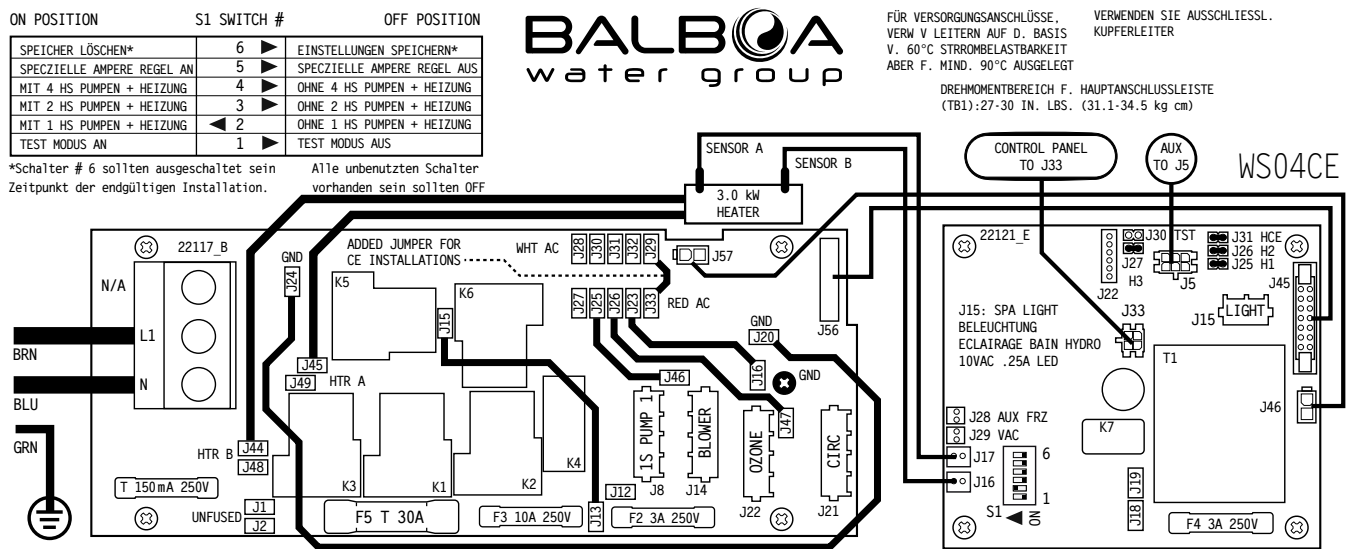 ON POSITION S1 SWITCH # OFF POSITION
SPEICHER LÖSCHEN* 6 ▶ EINSTELLUNGEN SPEICHERN*
SPECZIELLE AMPERE REGEL AN 5 ▶ SPECZIELLE AMPERE REGEL AUS
MIT 4 HS PUMPEN + HEIZUNG 4 ▶ OHNE 4 HS PUMPEN + HEIZUNG
MIT 2 HS PUMPEN + HEIZUNG 3 ▶ OHNE 2 HS PUMPEN + HEIZUNG
MIT 1 HS PUMPEN + HEIZUNG ◀ 2 OHNE 1 HS PUMPEN + HEIZUNG
TEST MODUS AN 1 ▶ TEST MODUS AUS
*Schalter # 6 sollten ausgeschaltet sein
Zeitpunkt der endgültigen Installation.
Alle unbenutzten Schalter
vorhanden sein sollten OFF
BALBOA
water group
FÜR VERSORGUNGSANSCHLÜSSE,
VERW V LEITERN AUF D. BASIS
V. 60°C STRROMBELASTBARKEIT
ABER F. MIND. 90°C AUSGELEGT
VERWENDEN SIE AUSSCHLIESSL.
KUPFERLEITER
DREHMOMENTBEREICH F. HAUPTANSCHLUSSLEISTE
(TB1):27-30 IN. LBS. (31.1-34.5 kg cm)
SENSOR A
SENSOR B
3.0 kW
HEATER
CONTROL PANEL
TO J33
AUX
TO J5
WS04CE
22117_B
N/A
L1
N
BRN
BLU
GRN
GND
J24
ADDED JUMPER FOR
CE INSTALLATIONS
WHT AC
J28
J30
J31
J32
J29
J57
K5
K6
J15
J27
J25
J26
J23
J33
RED AC
J56
GND
J20
J45
J49
HTR A
J46
J16
GND
J47
HTR B
J44
J48
K3
K1
K2
K4
1S PUMP 1
J8
BLOWER
J14
OZONE
J22
CIRC
J21
T 150mA 250V
UNFUSED
J1
J2
F5 T 30A
F3 10A 250V
J13
J12
F2 3A 250V
22121_E
J30 TST
J27
H3
J22
J5
J31 HCE
J26 H2
J25 H1
J45
J15: SPA LIGHT
BELEUCHTUNG
ECLAIRAGE BAIN HYDRO
10VAC .25A LED
J33
J15
LIGHT
T1
J46
K7
J28 AUX FRZ
J29 VAC
J17
J16
6
1
S1
ON
J19
J18
F4 3A 250V